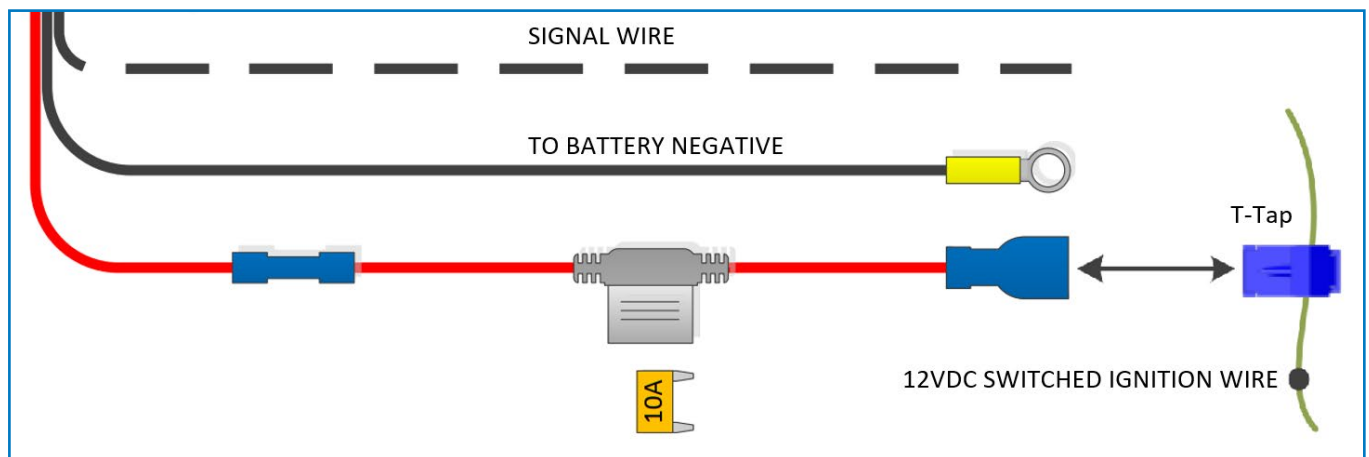 SIGNAL WIRE
TO BATTERY NEGATIVE
T-Tap
12VDC SWITCHED IGNITION WIRE
10A